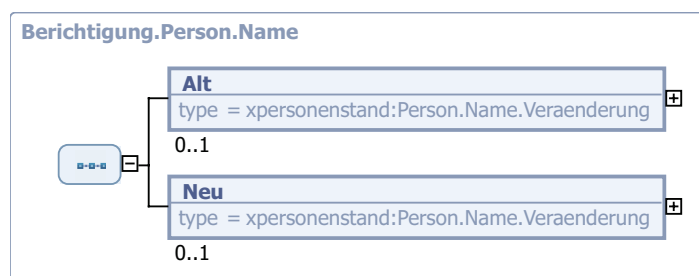 Berichtigung.Person.Name
Alt
type = xpersonenstand:Person.Name.Veraenderung
0..1
Neu
type = xpersonenstand:Person.Name.Veraenderung
0..1